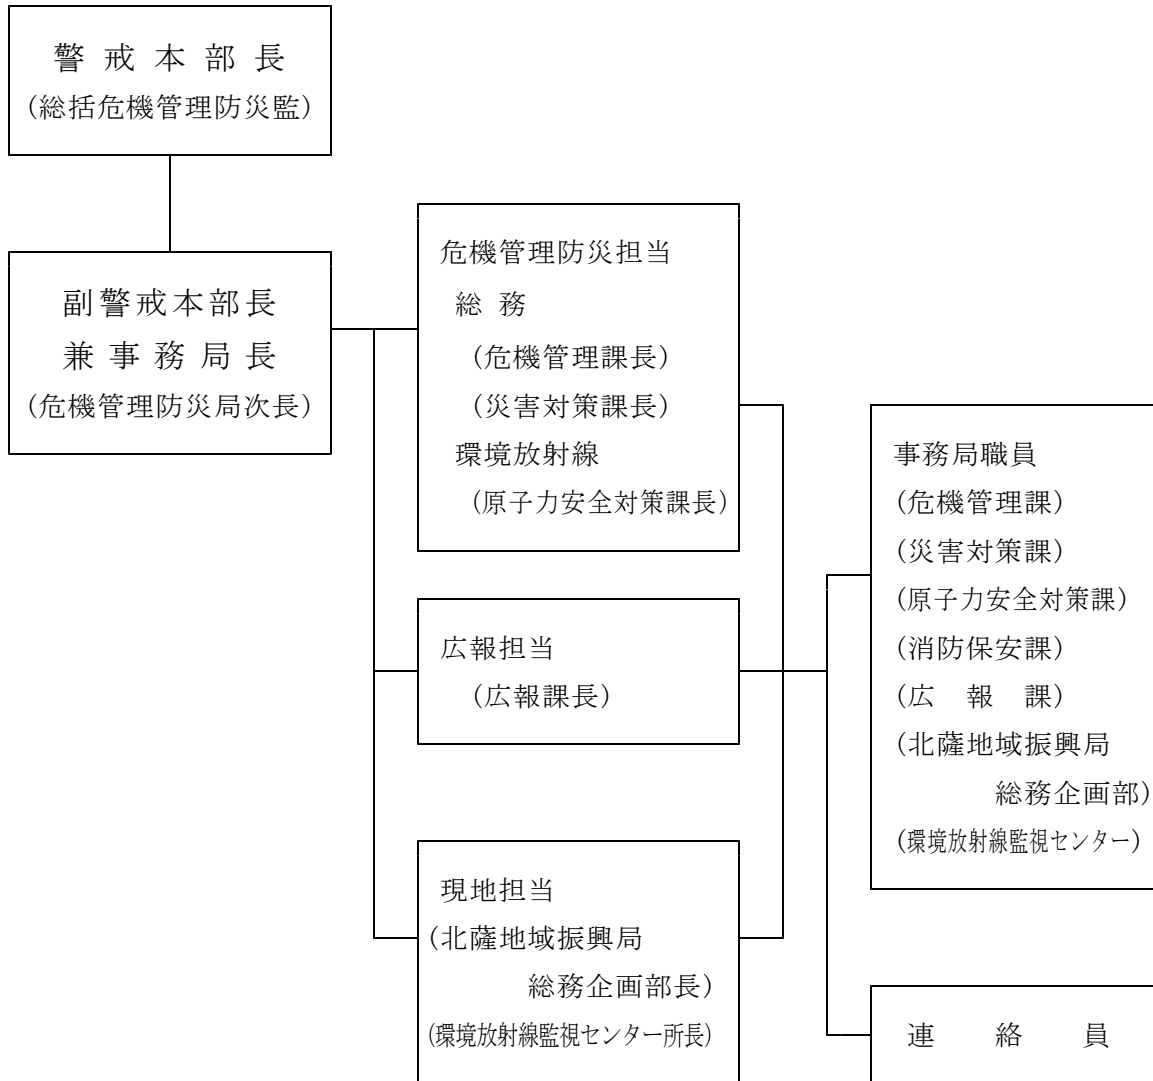 警戒本部長
(総括危機管理防災監)
副警戒本部長
兼事務局長
(危機管理防災局次長)
危機管理防災担当
総務
(危機管理課長)
(災害対策課長)
環境放射線
(原子力安全対策課長)
広報担当
(広報課長)
現地担当
(北薩地域振興局
総務企画部長)
(環境放射線監視センター所長)
事務局職員
(危機管理課)
(災害対策課)
(原子力安全対策課)
(消防保安課)
(広　報　課)
(北薩地域振興局
総務企画部)
(環境放射線監視センター)
連　絡　員